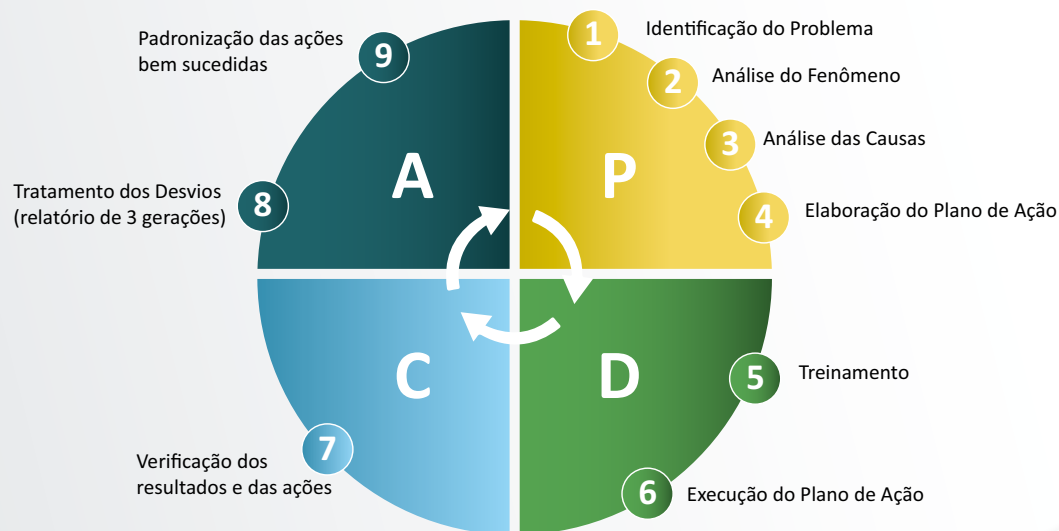 P
1
Identificação do Problema
2
Análise do Fenômeno
3
Análise das Causas
4
Elaboração do Plano de Ação
D
5
Treinamento
6
Execução do Plano de Ação
C
7
Verificação dos
resultados e das ações
A
8
Tratamento dos Desvios
(relatório de 3 gerações)
9
Padronização das ações
bem sucedidas